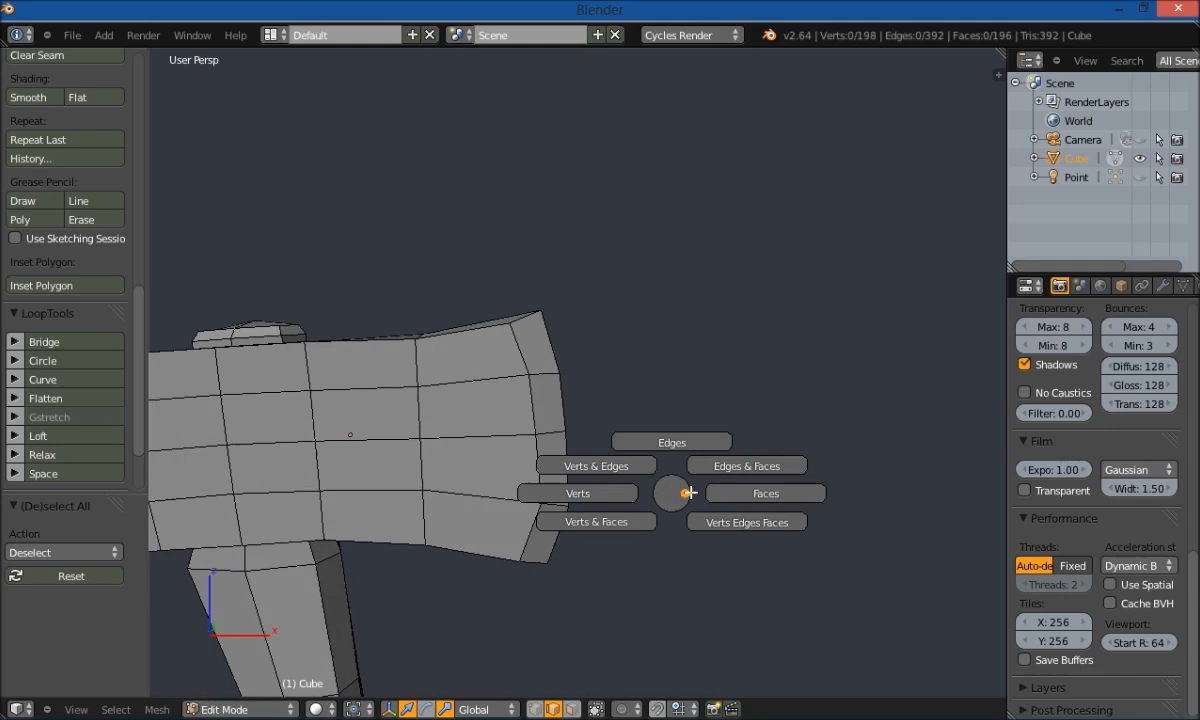 Blender
File Add Render Window Help
Default
Scene
Cycles Render
v2.64 | Verts:0/198 | Edges:0/392 | Faces:0/196 | Tris:392 | Cube
Clear Seam
Shading:
Smooth Flat
Repeat:
Repeat Last
History...
Grease Pencil:
Draw Line
Poly Erase
Use Sketching Sessio
Inset Polygon:
Inset Polygon
LoopTools
Bridge
Circle
Curve
Flatten
Gstretch
Loft
Relax
Space
(De)select All
Action
Deselect
Reset
User Persp
Edges
Verts & Edges
Edges & Faces
Verts
Faces
Verts & Faces
Verts Edges Faces
z
x
(1) Cube
View Select Mesh
Edit Mode
Global
View Search All Scen
Scene
RenderLayers
World
Camera
Cube
Point
Transparency:
Bounces:
Max: 8
Max: 4
Min: 8
Min: 3
Shadows
Diffus: 128
Gloss: 128
No Caustics
Trans: 128
Filter: 0.00
Film
Expo: 1.00
Gaussian
Transparent
Widt: 1.50
Performance
Threads:
Acceleration st
Auto-de Fixed
Dynamic B
Threads: 2
Use Spatial
Tiles:
Cache BVH
X: 256
Viewport:
Y: 256
Start R: 64
Save Buffers
Layers
Post Processing